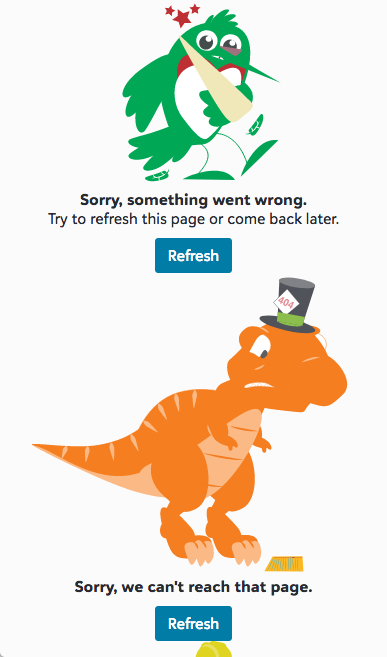 Sorry, something went wrong.
Try to refresh this page or come back later.
Refresh
404
Sorry, we can't reach that page.
Refresh